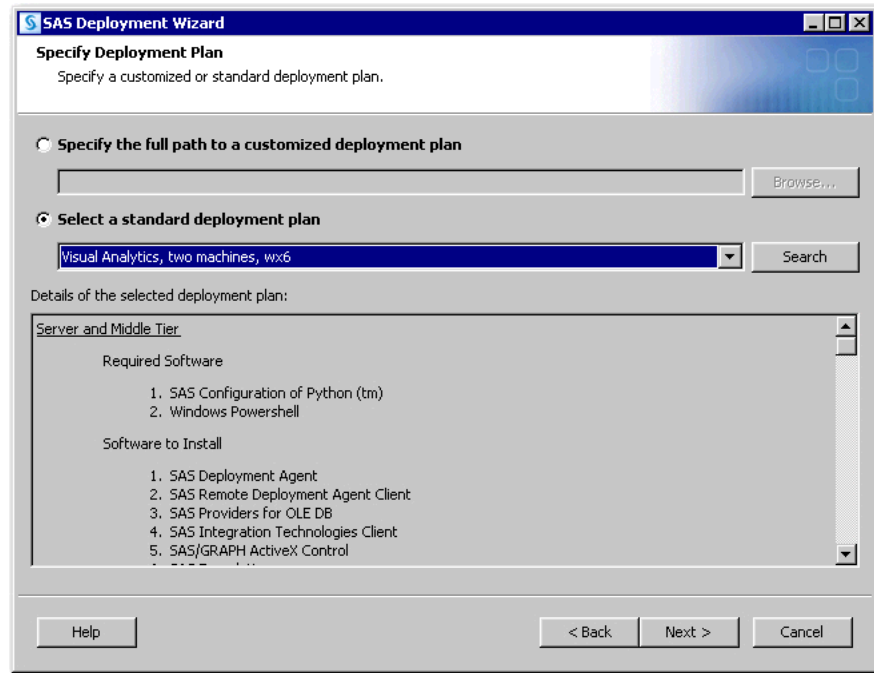 SAS Deployment Wizard
Specify Deployment Plan
Specify a customized or standard deployment plan.
Specify the full path to a customized deployment plan
Browse...
Select a standard deployment plan
Visual Analytics, two machines, wx6
Search
Details of the selected deployment plan:
Server and Middle Tier
Required Software
1. SAS Configuration of Python (tm)
2. Windows Powershell
Software to Install
1. SAS Deployment Agent
2. SAS Remote Deployment Agent Client
3. SAS Providers for OLE DB
4. SAS Integration Technologies Client
5. SAS/GRAPH ActiveX Control
Help
< Back
Next >
Cancel